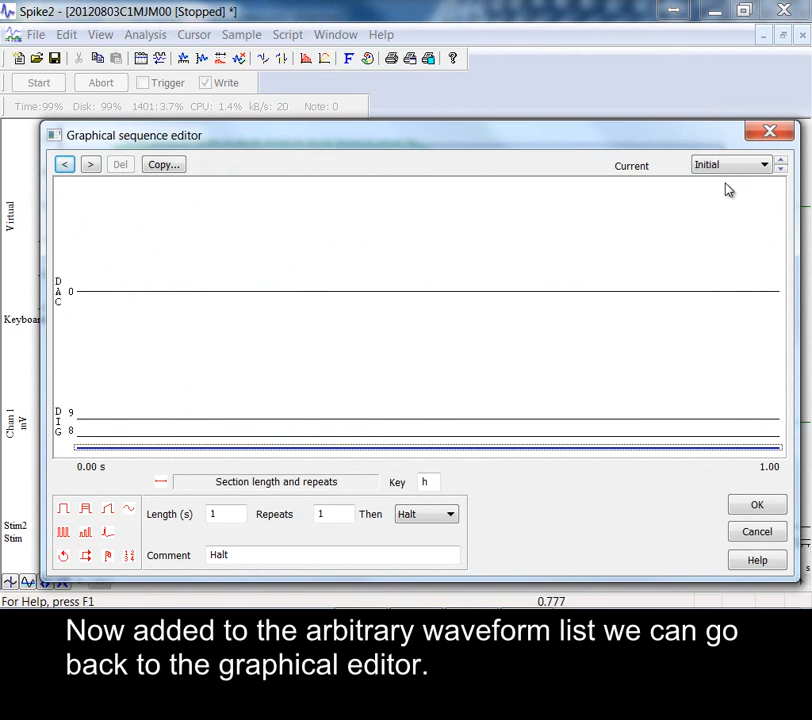 Spike2 - [20120803C1MJM00 [Stopped] *]
File Edit View Analysis Cursor Sample Script Window Help
Start Abort Trigger Write
Time:99% Disk: 99% 1401:3.7% CPU: 1.4% kB/s: 20 Note: 0
Graphical sequence editor
< > Del Copy... Current Initial
Virtual
D
A 0
C
Keyboar
Chan 1
mV
D 9
I
G 8
0.00 s 1.00
Section length and repeats Key h
Length (s) 1 Repeats 1 Then Halt OK
Stim2
Stim
Cancel
Comment Halt Help
For Help, press F1 0.777
Now added to the arbitrary waveform list we can go
back to the graphical editor.